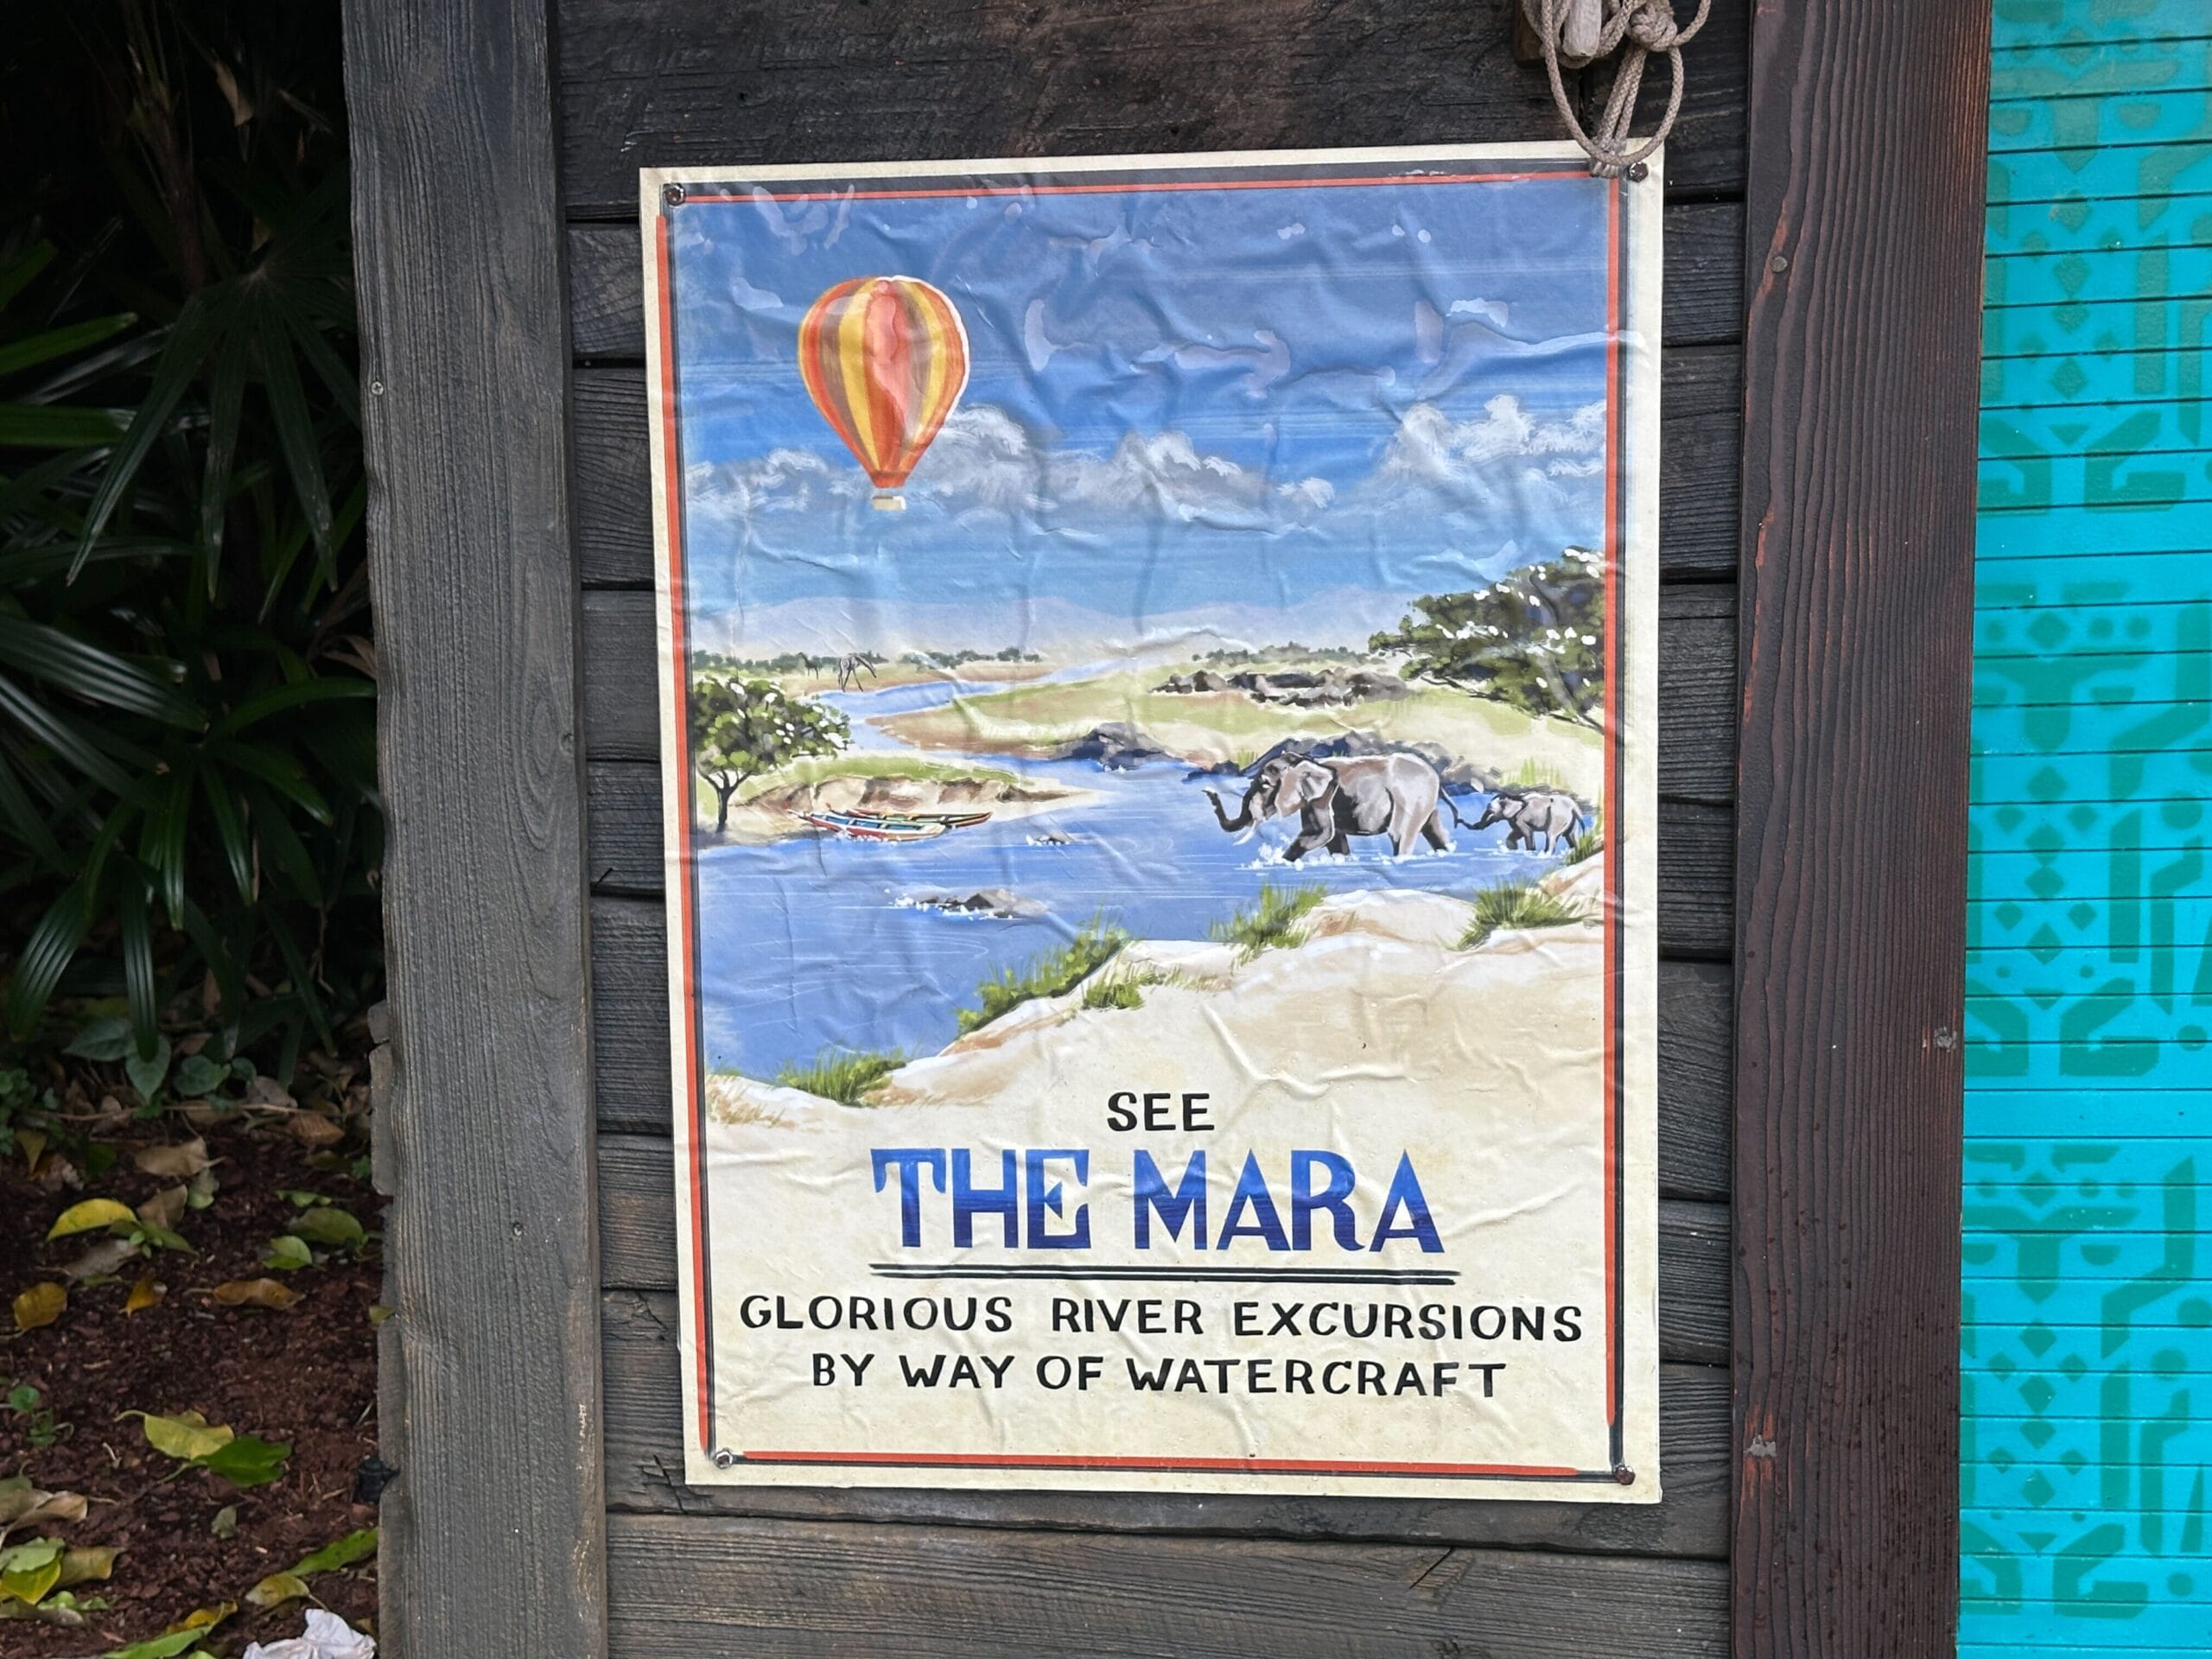 SEE
THE MARA
GLORIOUS RIVER EXCURSIONS
BY WAY OF WATERCRAFT